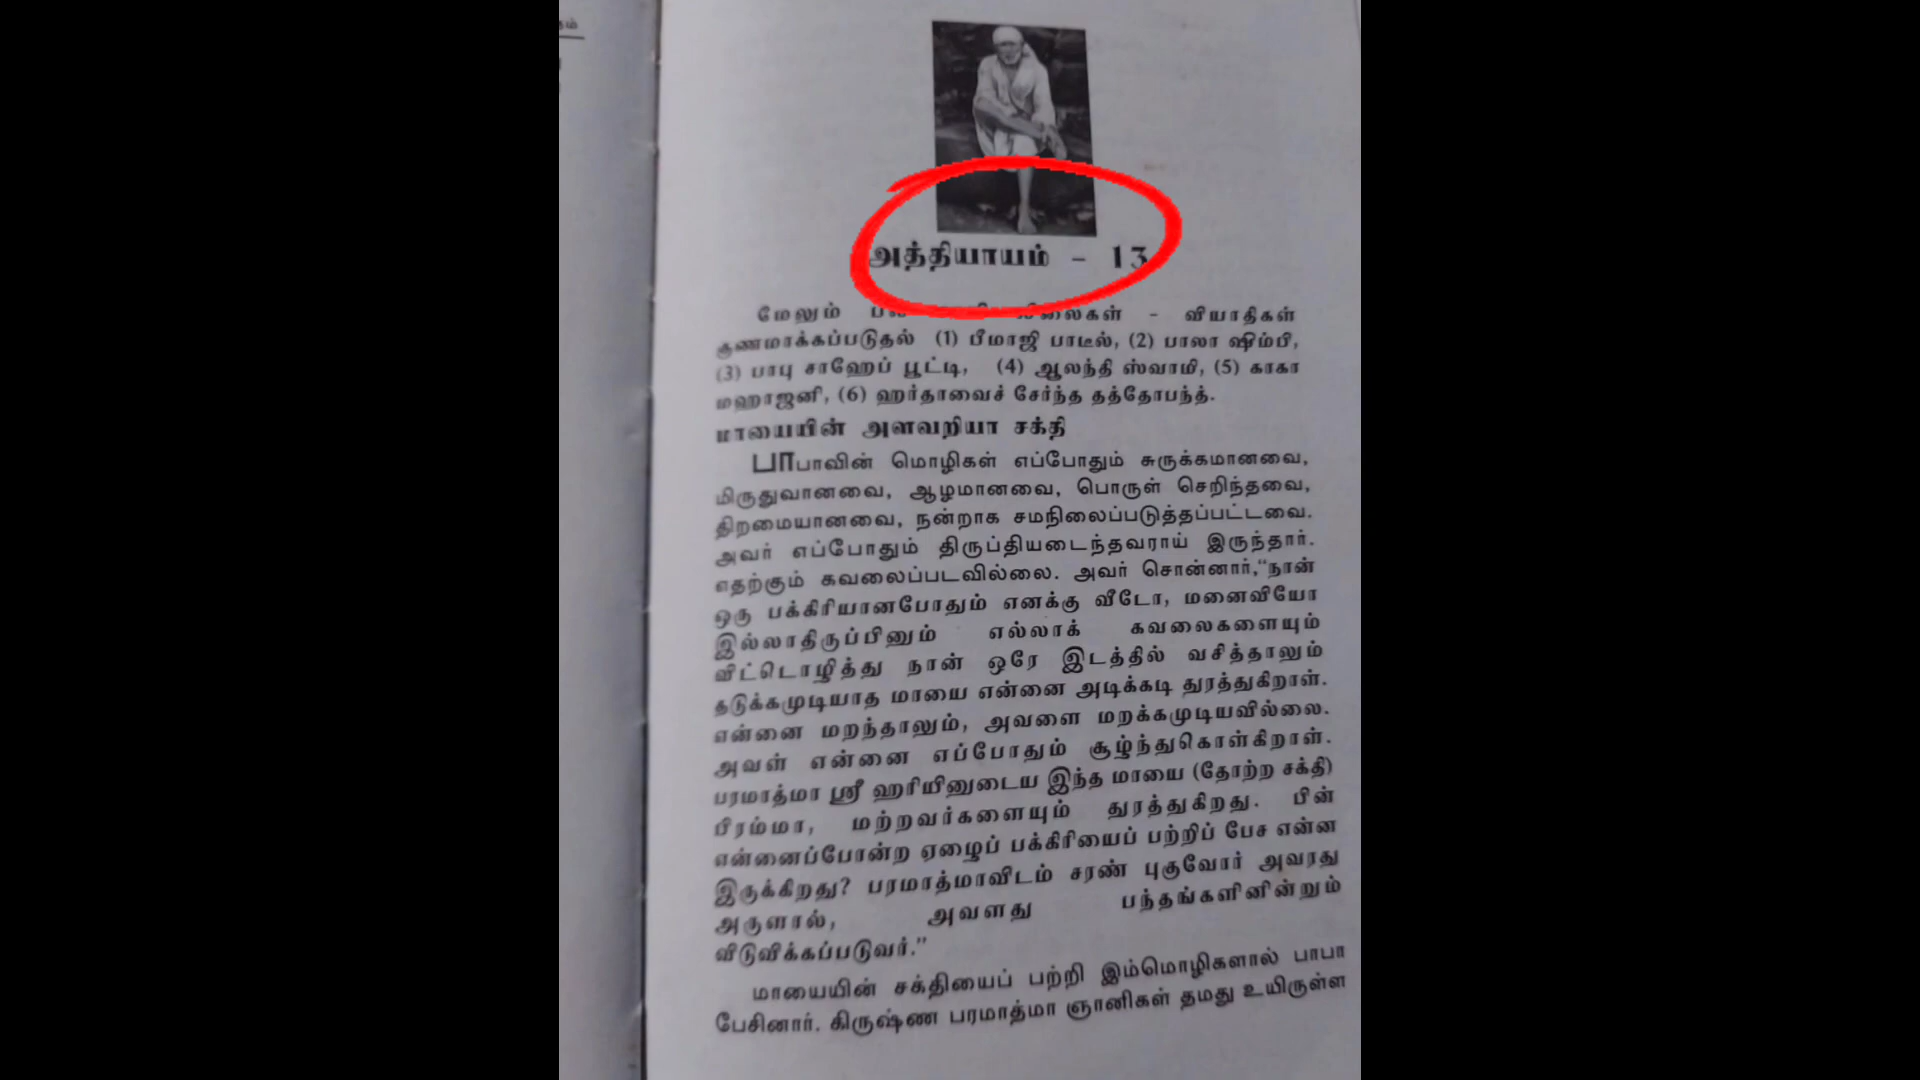 தம்
அத்தியாயம் - 13
மேலும் பல லீலைகள் - வியாதிகள்
குணமாக்கப்படுதல் (1) பீமாஜி பாடீல், (2) பாலா ஷிம்பி,
(3) பாபு சாஹேப் பூட்டி, (4) ஆலந்தி ஸ்வாமி, (5) காகா
மஹாஜனி, (6) ஹர்தாவைச் சேர்ந்த தத்தோபந்த்.
மாயையின் அளவறியா சக்தி
பாபாவின் மொழிகள் எப்போதும் சுருக்கமானவை,
மிருதுவானவை, ஆழமானவை, பொருள் செறிந்தவை,
திறமையானவை, நன்றாக சமநிலைப்படுத்தப்பட்டவை.
அவர் எப்போதும் திருப்தியடைந்தவராய் இருந்தார்.
எதற்கும் கவலைப்படவில்லை. அவர் சொன்னார்,"நான்
ஒரு பக்கிரியானபோதும் எனக்கு வீடோ, மனைவியோ
இல்லாதிருப்பினும் எல்லாக் கவலைகளையும்
விட்டொழித்து நான் ஒரே இடத்தில் வசித்தாலும்
தடுக்கமுடியாத மாயை என்னை அடிக்கடி துரத்துகிறாள்.
என்னை மறந்தாலும், அவளை மறக்கமுடியவில்லை.
அவள் என்னை எப்போதும் சூழ்ந்துகொள்கிறாள்.
பரமாத்மா ஸ்ரீ ஹரியினுடைய இந்த மாயை (தோற்ற சக்தி)
பிரம்மா, மற்றவர்களையும் துரத்துகிறது. பின்
என்னைப்போன்ற ஏழைப் பக்கிரியைப் பற்றிப் பேச என்ன
இருக்கிறது? பரமாத்மாவிடம் சரண் புகுவோர் அவரது
அருளால், அவளது பந்தங்களினின்றும்
விடுவிக்கப்படுவர்."
மாயையின் சக்தியைப் பற்றி இம்மொழிகளால் பாபா
பேசினார். கிருஷ்ண பரமாத்மா ஞானிகள் தமது உயிருள்ள